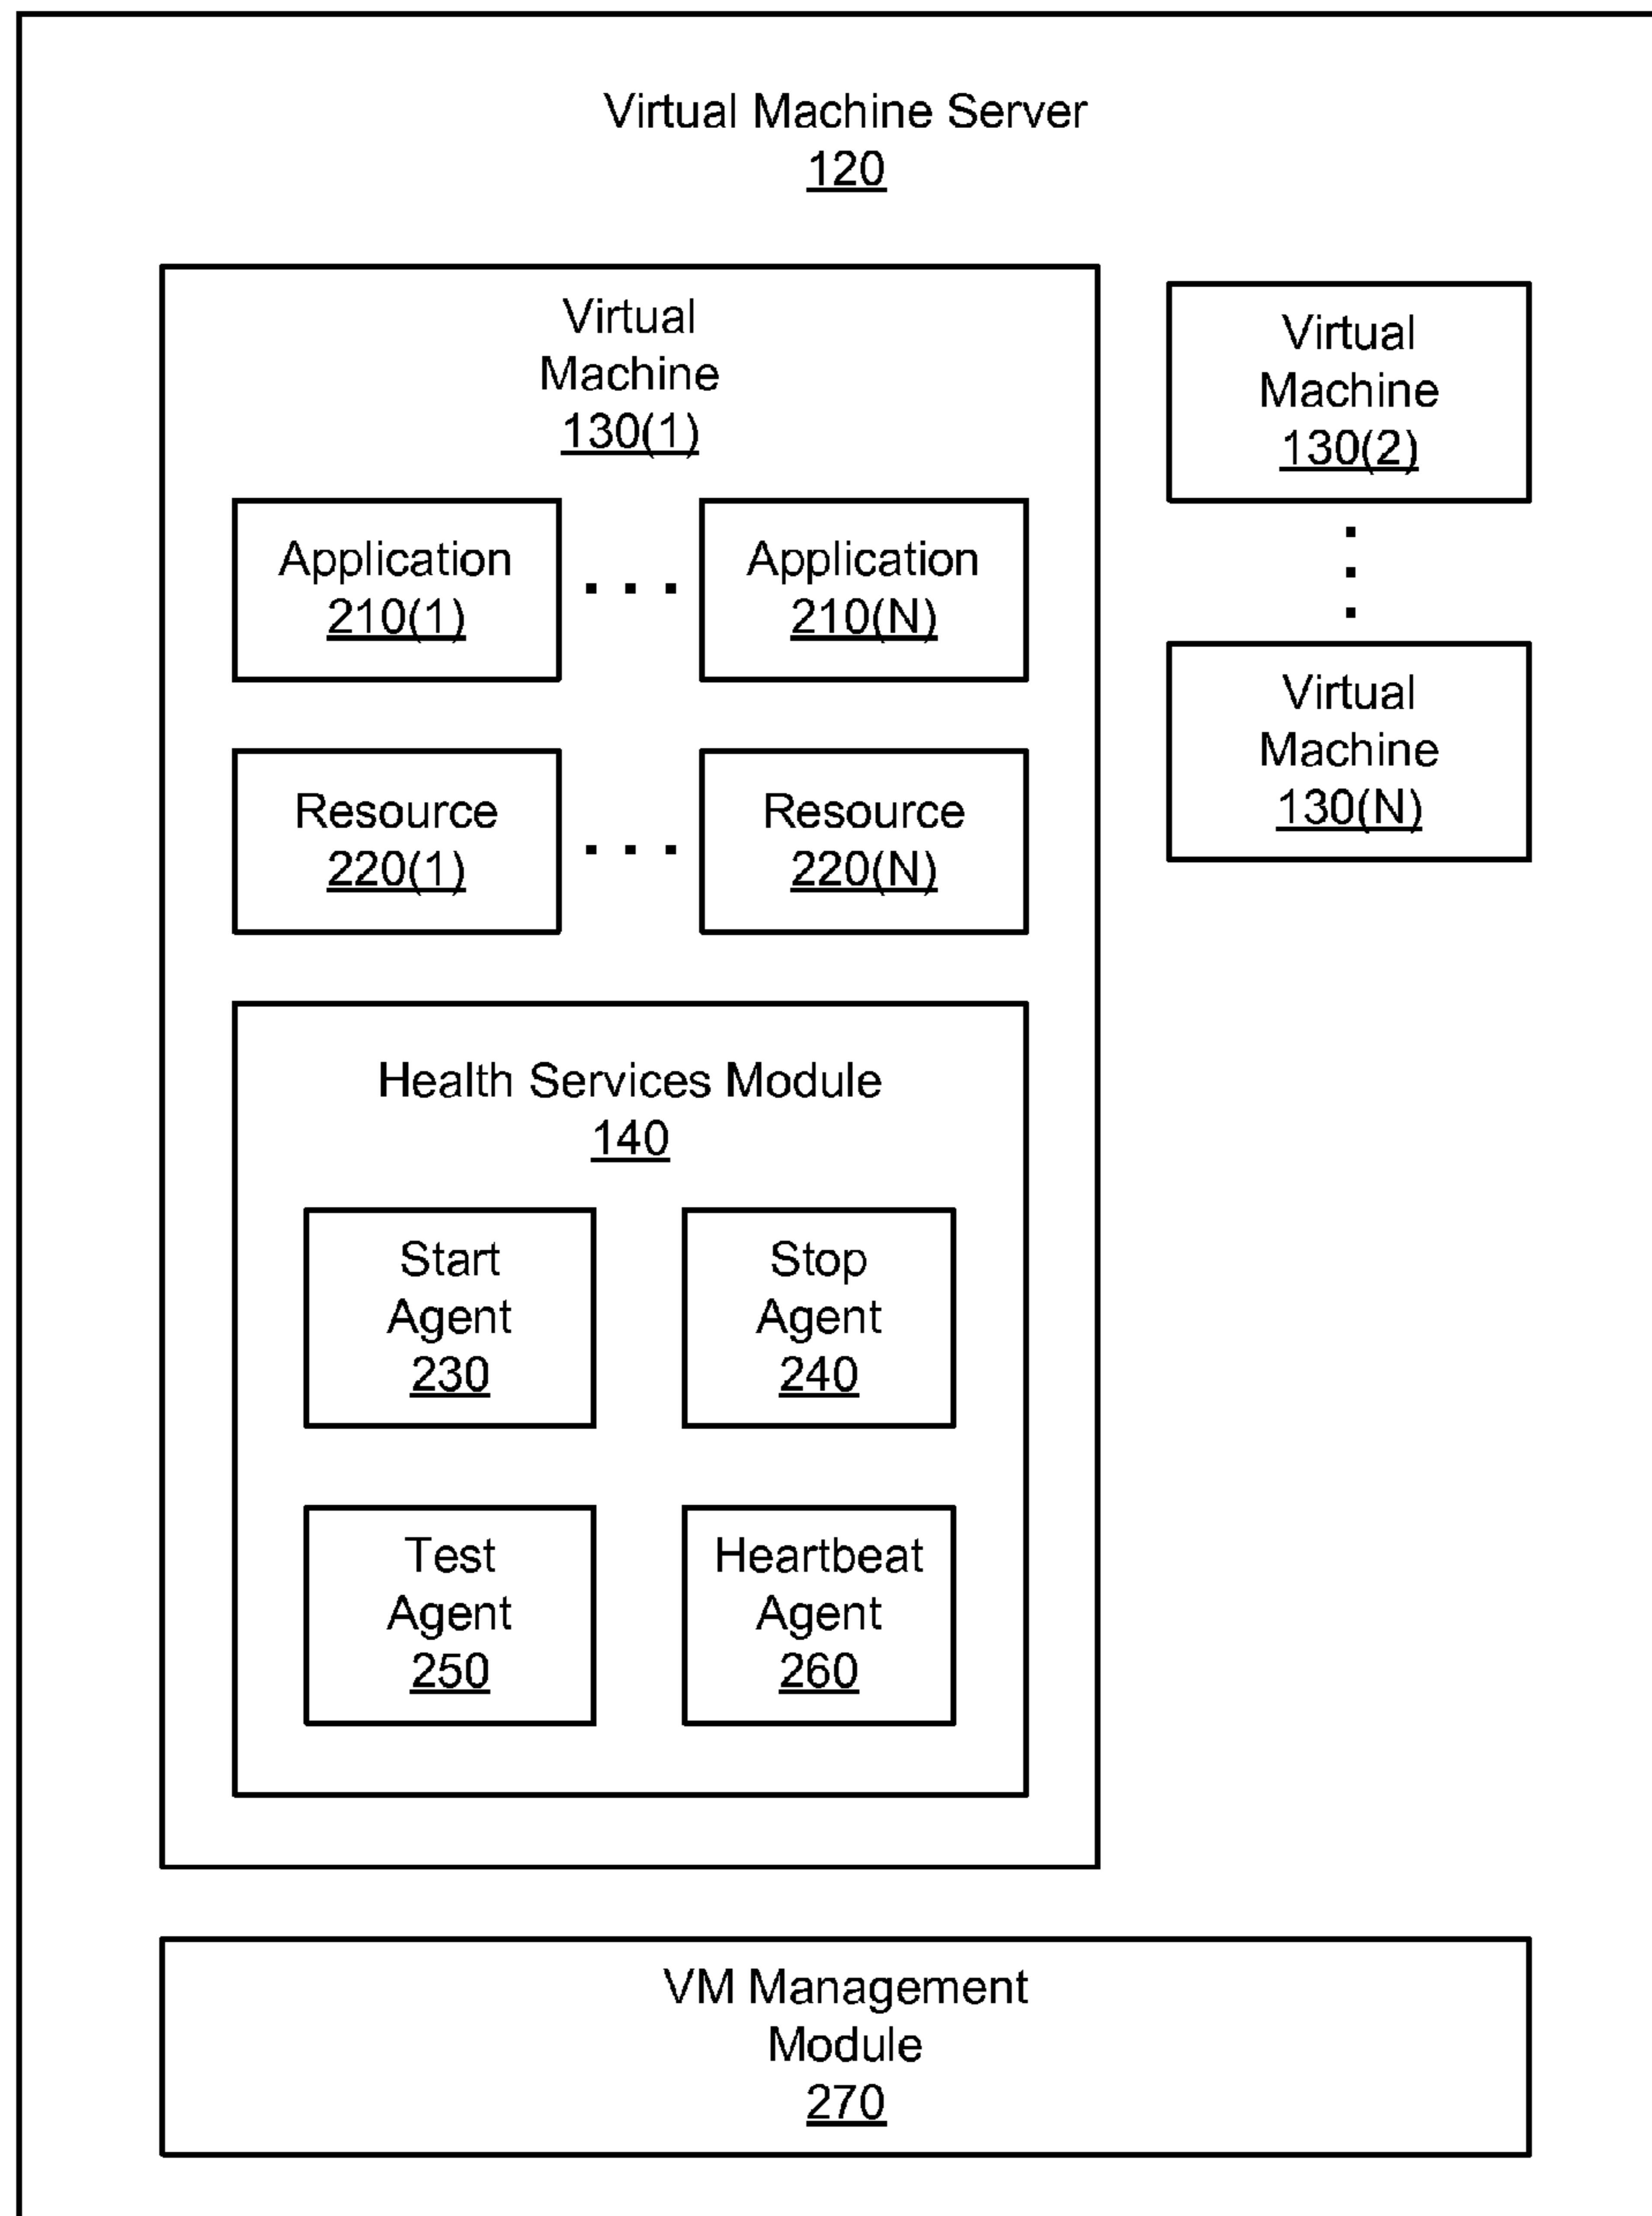 Virtual Machine Server
120
Virtual
Machine
130(1)
Application
210(1)
. . .
Application
210(N)
Resource
220(1)
. . .
Resource
220(N)
Health Services Module
140
Start
Agent
230
Stop
Agent
240
Test
Agent
250
Heartbeat
Agent
260
Virtual
Machine
130(2)
Virtual
Machine
130(N)
VM Management
Module
270